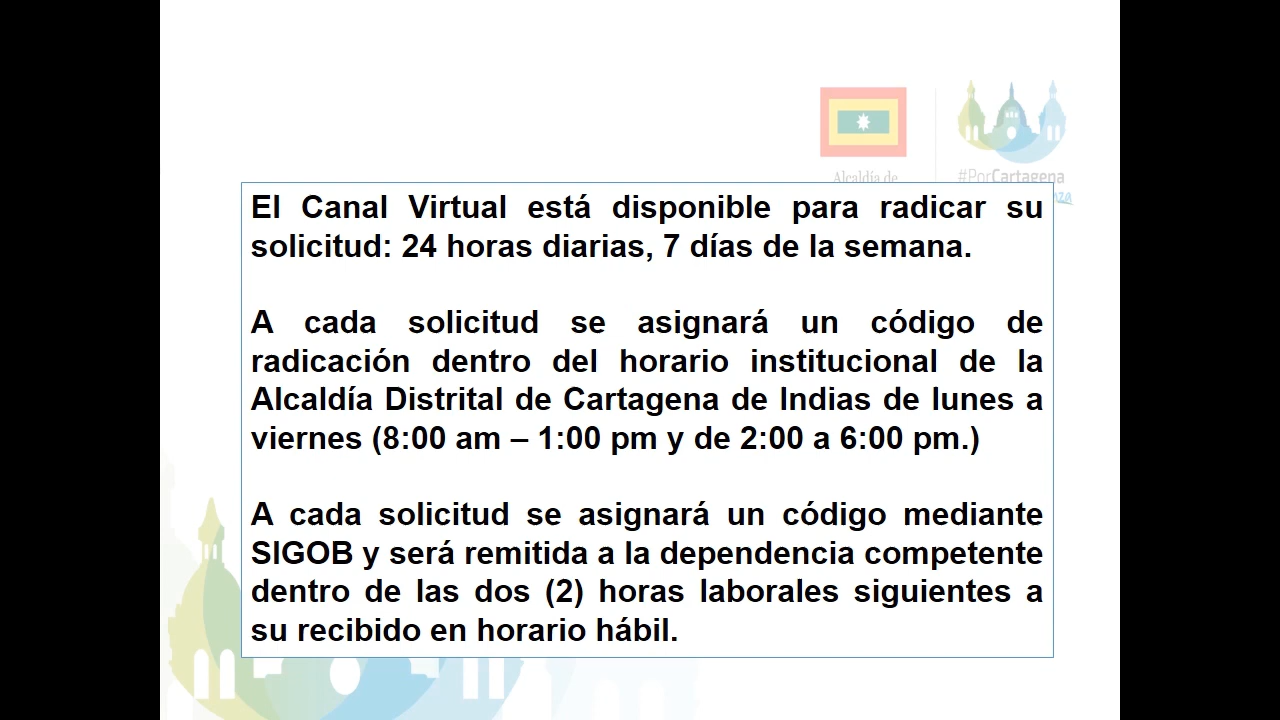 Alcaldía de
#PorCartagena
nza
El Canal Virtual está disponible para radicar su
solicitud: 24 horas diarias, 7 días de la semana.
A cada solicitud se asignará un código de
radicación dentro del horario institucional de la
Alcaldía Distrital de Cartagena de Indias de lunes a
viernes (8:00 am – 1:00 pm y de 2:00 a 6:00 pm.)
A cada solicitud se asignará un código mediante
SIGOB y será remitida a la dependencia competente
dentro de las dos (2) horas laborales siguientes a
su recibido en horario hábil.